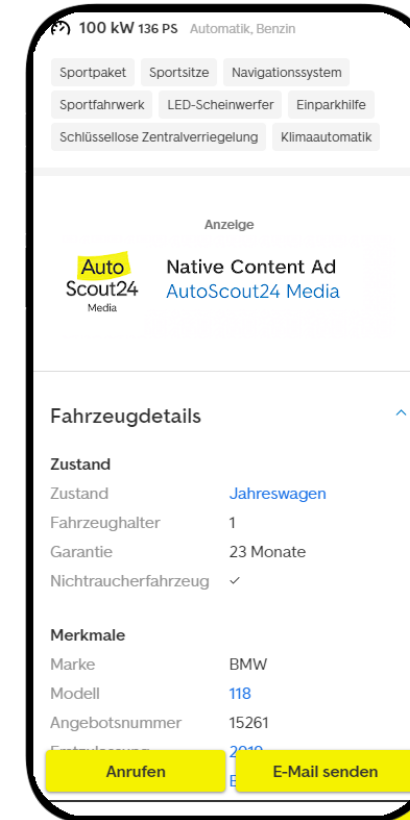 100 kW 136 PS Automatik, Benzin
Sportpaket Sportsitze Navigationssystem
Sportfahrwerk LED-Scheinwerfer Einparkhilfe
Schlüssellose Zentralverriegelung Klimaautomatik
Anzeige
Auto
Scout24
Media
Native Content Ad
AutoScout24 Media
Fahrzeugdetails
Zustand
Zustand Jahreswagen
Fahrzeughalter 1
Garantie 23 Monate
Nichtraucherfahrzeug ✓
Merkmale
Marke BMW
Modell 118
Angebotsnummer 15261
Anrufen E-Mail senden